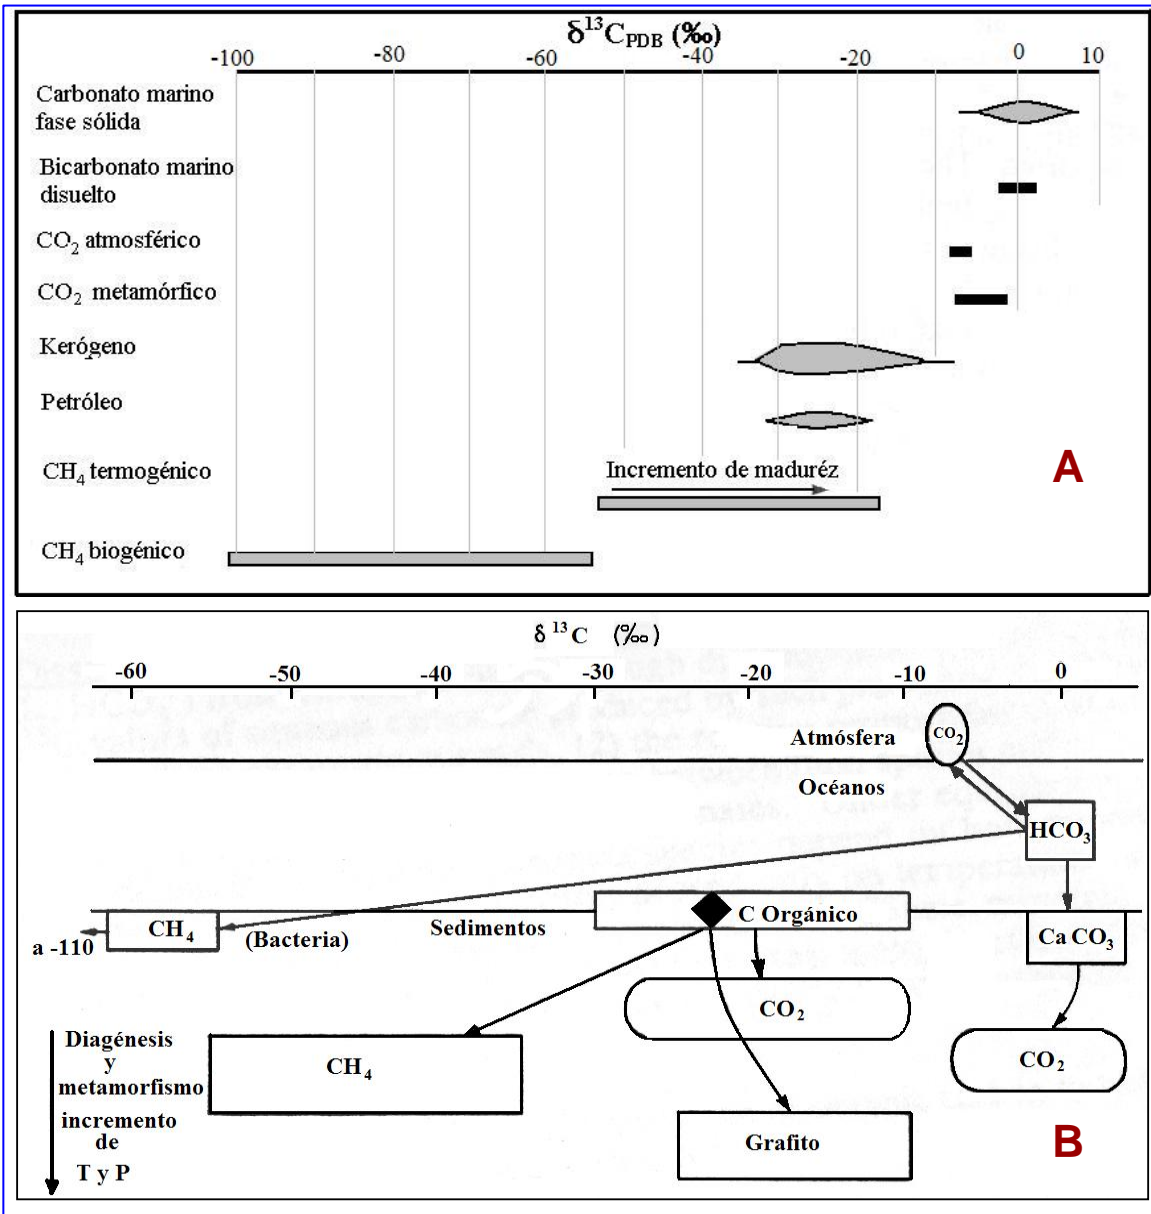 δ¹³C_PDB (‰)
-100 -80 -60 -40 -20 0 10
Carbonato marino
fase sólida
Bicarbonato marino
disuelto
CO₂ atmosférico
CO₂ metamórfico
Kerógeno
Petróleo
CH₄ termogénico
Incremento de maduréz
CH₄ biogénico
A
δ ¹³C (‰)
-60 -50 -40 -30 -20 -10 0
Atmósfera
CO₂
Océanos
HCO₃
CH₄
(Bacteria)
Sedimentos
C Orgánico
Ca CO₃
a -110
CO₂
CO₂
CH₄
Diagénesis
y
metamorfismo
incremento
de
T y P
Grafito
B